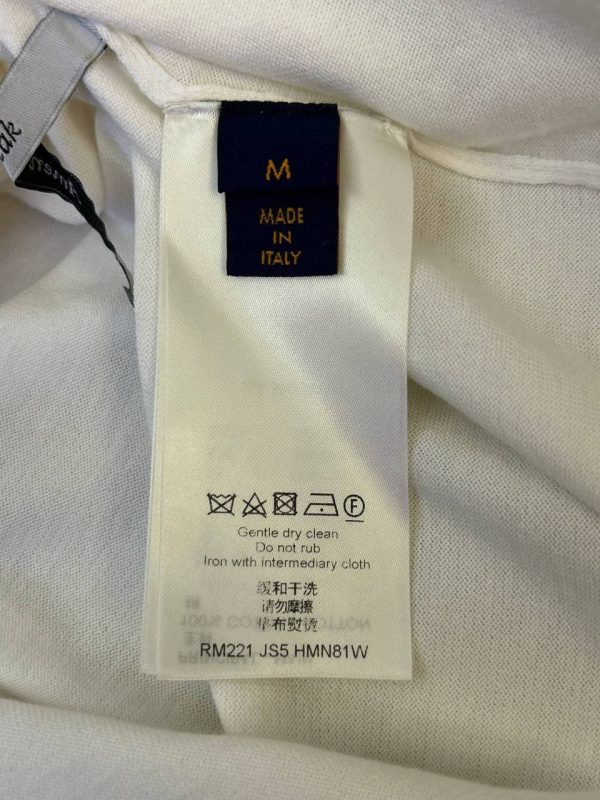 M
MADE
IN
ITALY
Gentle dry clean
Do not rub
Iron with intermediary cloth
缓和干洗
请勿摩擦
垫布熨烫
RM221 JS5 HMN81W